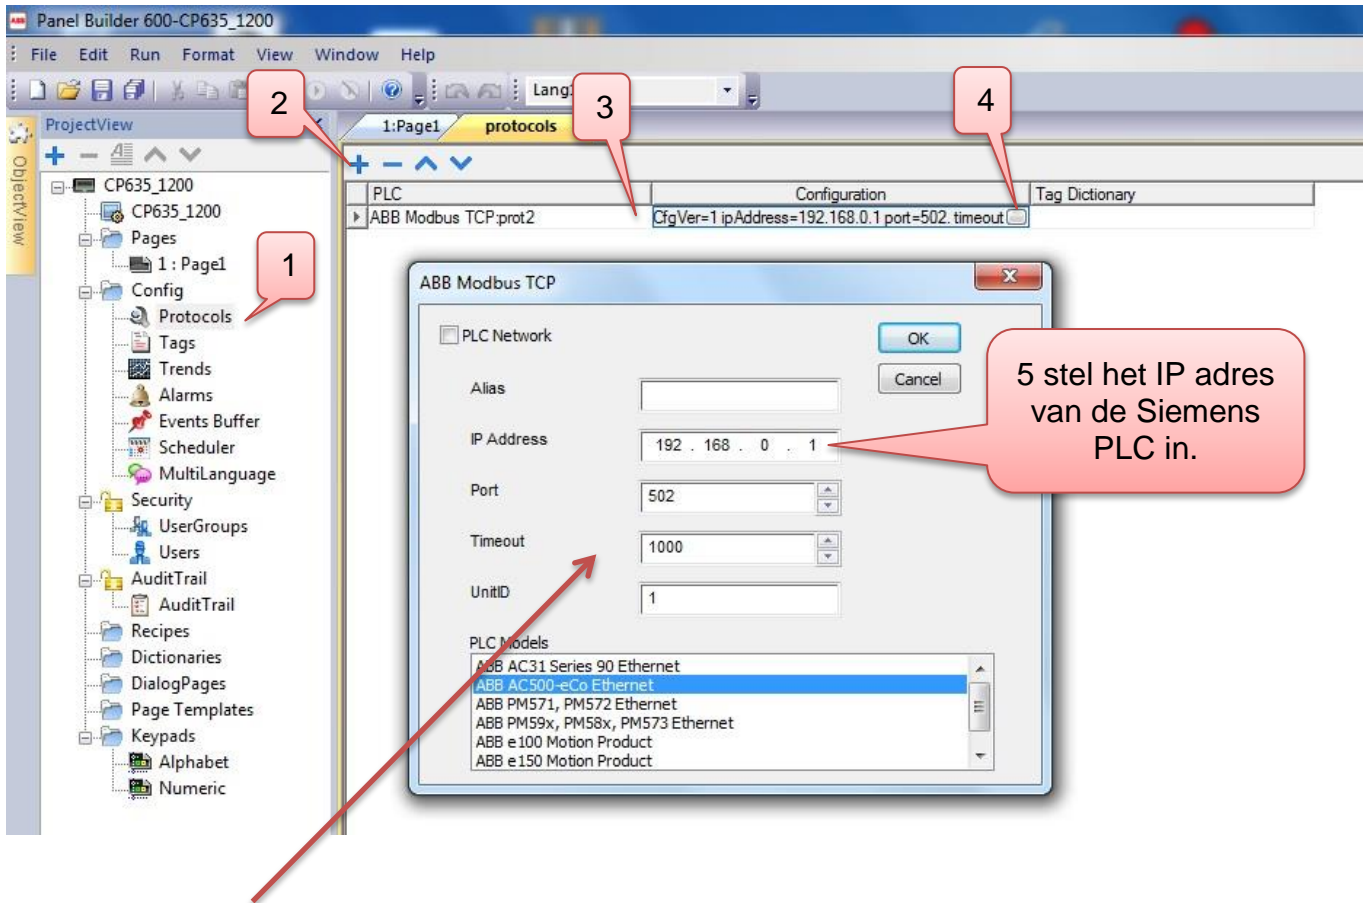 ABB Panel Builder 600-CP635_1200
File Edit Run Format View Window Help
Lang
2
3
4
ProjectView
1:Page1 protocols
ObjectView
CP635_1200
PLC Configuration Tag Dictionary
CP635_1200
ABB Modbus TCP:prot2 CfgVer=1 ipAddress=192.168.0.1 port=502. timeout
Pages
1 : Page1
1
Config
Protocols
Tags
Trends
Alarms
Events Buffer
Scheduler
MultiLanguage
Security
UserGroups
Users
AuditTrail
AuditTrail
Recipes
Dictionaries
DialogPages
Page Templates
Keypads
Alphabet
Numeric
ABB Modbus TCP
PLC Network
OK
Alias
Cancel
IP Address 192 . 168 . 0 . 1
Port 502
Timeout 1000
UnitID 1
PLC Models
ABB AC31 Series 90 Ethernet
ABB AC500-eCo Ethernet
ABB PM571, PM572 Ethernet
ABB PM59x, PM58x, PM573 Ethernet
ABB e100 Motion Product
ABB e150 Motion Product
5 stel het IP adres
van de Siemens
PLC in.